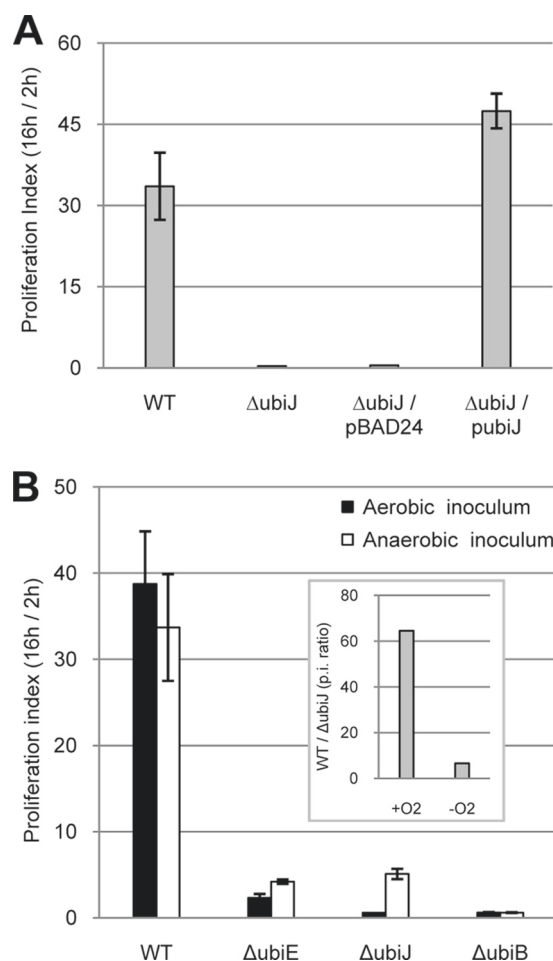 A
60
45
30
15
0
Proliferation Index (16h / 2h)
WT
ΔubiJ
ΔubiJ /
pBAD24
ΔubiJ /
pubiJ
B
50
40
30
20
10
0
Proliferation index (16h / 2h)
Aerobic inoculum
Anaerobic inoculum
80
60
40
20
0
WT / ΔubiJ (p.i. ratio)
+O2
-O2
WT
ΔubiE
ΔubiJ
ΔubiB